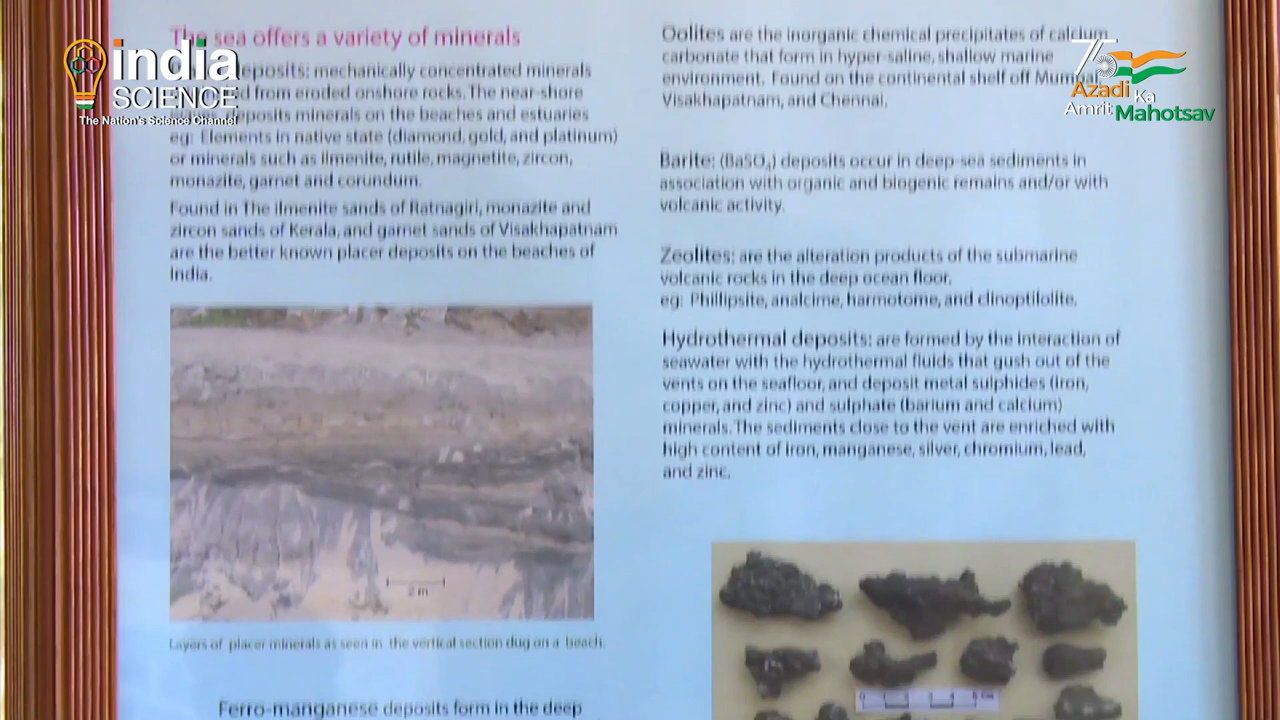 india
SCIENCE
The Nation's Science Channel
75
Azadi
Ka
Amrit
Mahotsav
The sea offers a variety of minerals
deposits: mechanically concentrated minerals
from eroded onshore rocks. The near-shore
deposits minerals on the beaches and estuaries
eg: Elements in native state (diamond, gold, and platinum)
or minerals such as ilmenite, rutile, magnetite, zircon,
monazite, garnet and corundum.
Found in The ilmenite sands of Ratnagiri, monazite and
zircon sands of Kerala, and garnet sands of Visakhapatnam
are the better known placer deposits on the beaches of
India.
2 m
Layers of placer minerals as seen in the vertical section dug on a beach.
Ferro-manganese deposits form in the deep
Oolites are the inorganic chemical precipitates of calcium
carbonate that form in hyper-saline, shallow marine
environment. Found on the continental shelf off Mumbai,
Visakhapatnam, and Chennai.
Barite: (BaSO₄) deposits occur in deep-sea sediments in
association with organic and biogenic remains and/or with
volcanic activity.
Zeolites: are the alteration products of the submarine
volcanic rocks in the deep ocean floor.
eg: Phillipsite, analcime, harmotome, and clinoptilolite.
Hydrothermal deposits: are formed by the interaction of
seawater with the hydrothermal fluids that gush out of the
vents on the seafloor, and deposit metal sulphides (iron,
copper, and zinc) and sulphate (barium and calcium)
minerals. The sediments close to the vent are enriched with
high content of iron, manganese, silver, chromium, lead,
and zinc.